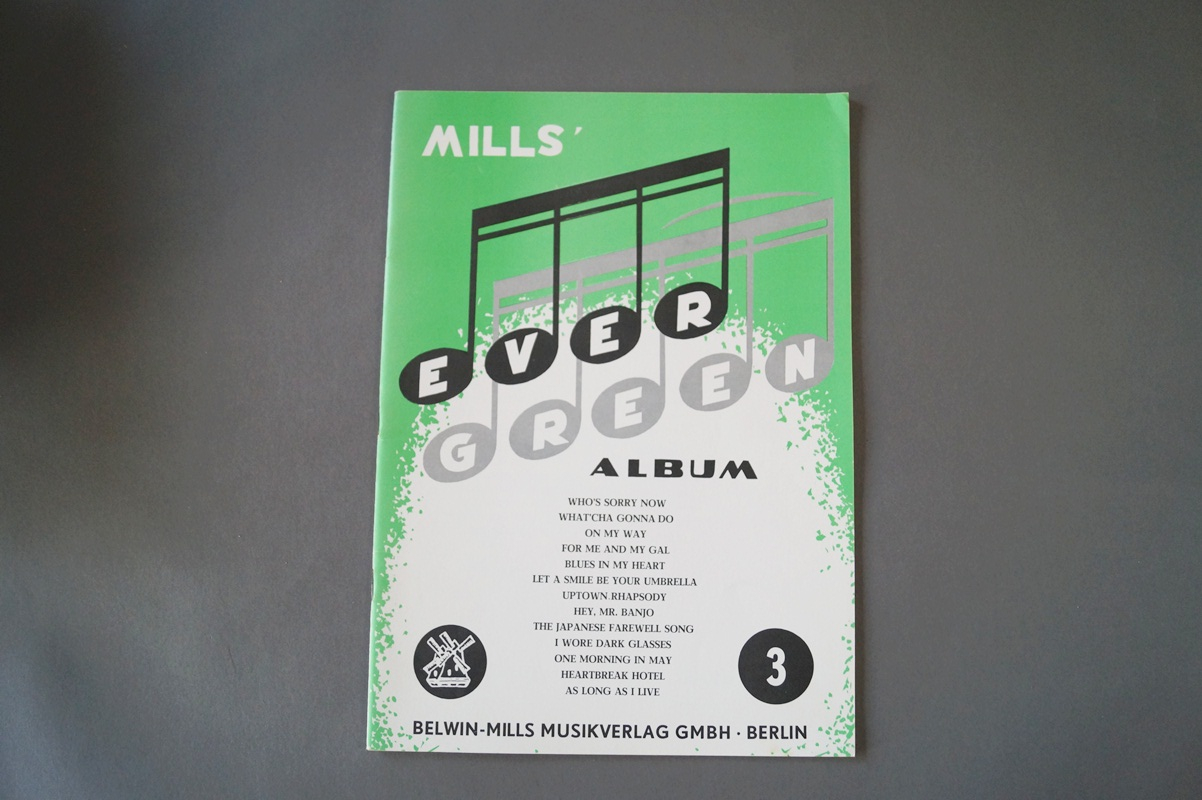 MILLS'
EVER
GREEN
ALBUM
WHO'S SORRY NOW
WHAT'CHA GONNA DO
ON MY WAY
FOR ME AND MY GAL
BLUES IN MY HEART
LET A SMILE BE YOUR UMBRELLA
UPTOWN RHAPSODY
HEY, MR. BANJO
THE JAPANESE FAREWELL SONG
I WORE DARK GLASSES
ONE MORNING IN MAY
HEARTBREAK HOTEL
AS LONG AS I LIVE
3
BELWIN-MILLS MUSIKVERLAG GMBH · BERLIN